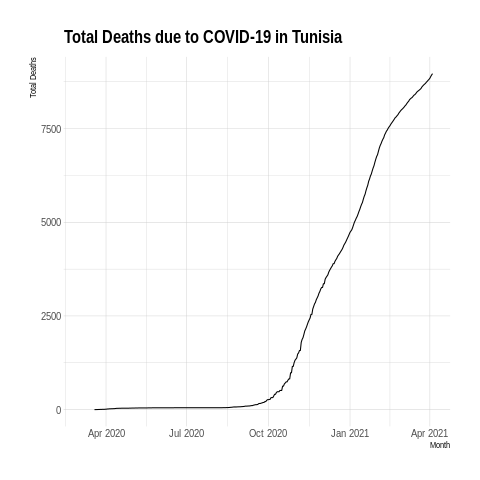 Total Deaths due to COVID-19 in Tunisia
Total Deaths
7500
5000
2500
0
Apr 2020 Jul 2020 Oct 2020 Jan 2021 Apr 2021
Month